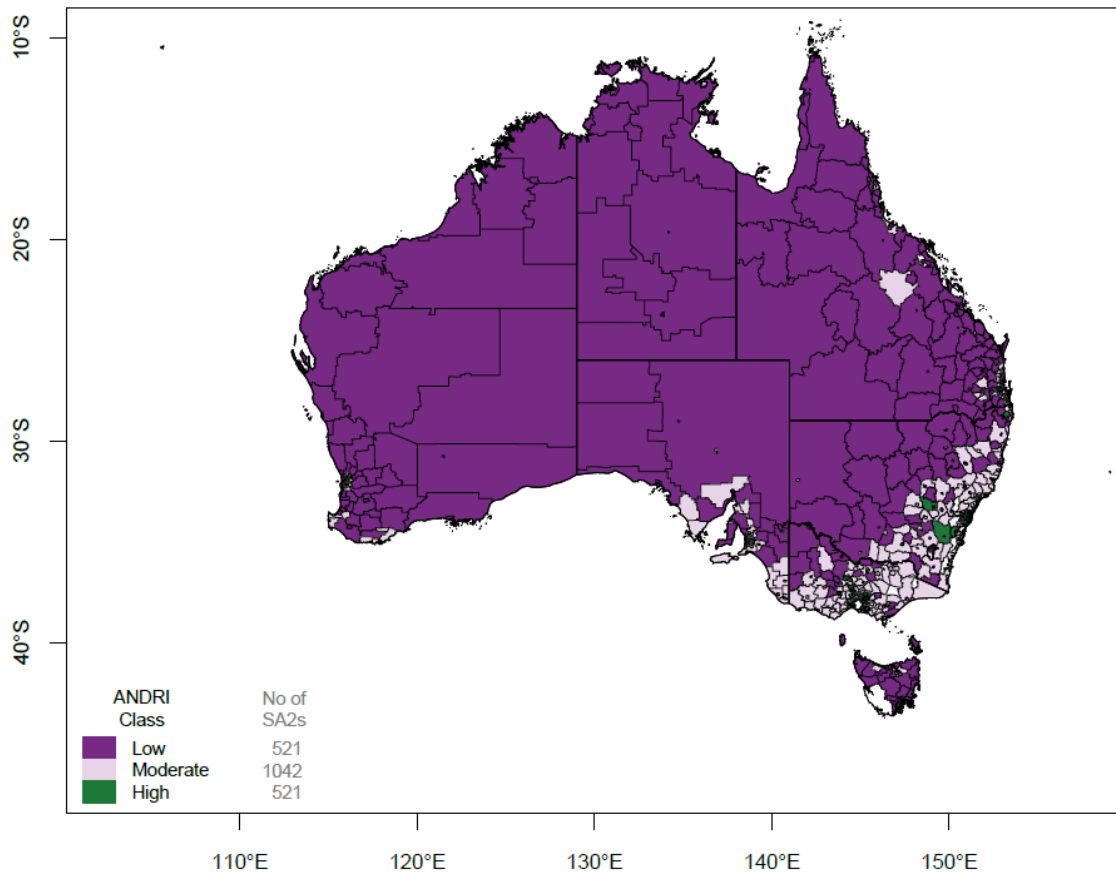 10°S
20°S
30°S
40°S
ANDRI No of
Class SA2s
Low 521
Moderate 1042
High 521
110°E 120°E 130°E 140°E 150°E